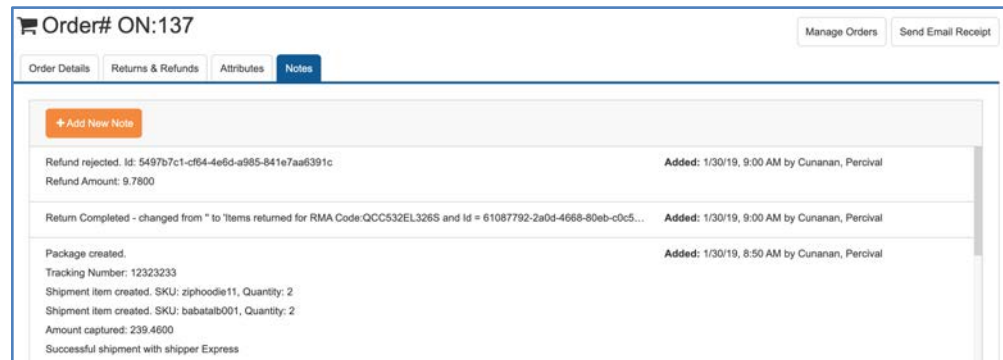 Order# ON:137
Manage Orders
Send Email Receipt
Order Details
Returns & Refunds
Attributes
Notes
+Add New Note
Refund rejected. Id: 5497b7c1-cf64-4e6d-a985-841e7aa6391c
Added: 1/30/19, 9:00 AM by Cunanan, Percival
Refund Amount: 9.7800
Return Completed - changed from '' to 'Items returned for RMA Code:QCC532EL326S and Id = 61087792-2a0d-4668-80eb-c0c5...
Added: 1/30/19, 9:00 AM by Cunanan, Percival
Package created.
Added: 1/30/19, 8:50 AM by Cunanan, Percival
Tracking Number: 12323233
Shipment item created. SKU: ziphoodie11, Quantity: 2
Shipment item created. SKU: babatalb001, Quantity: 2
Amount captured: 239.4600
Successful shipment with shipper Express